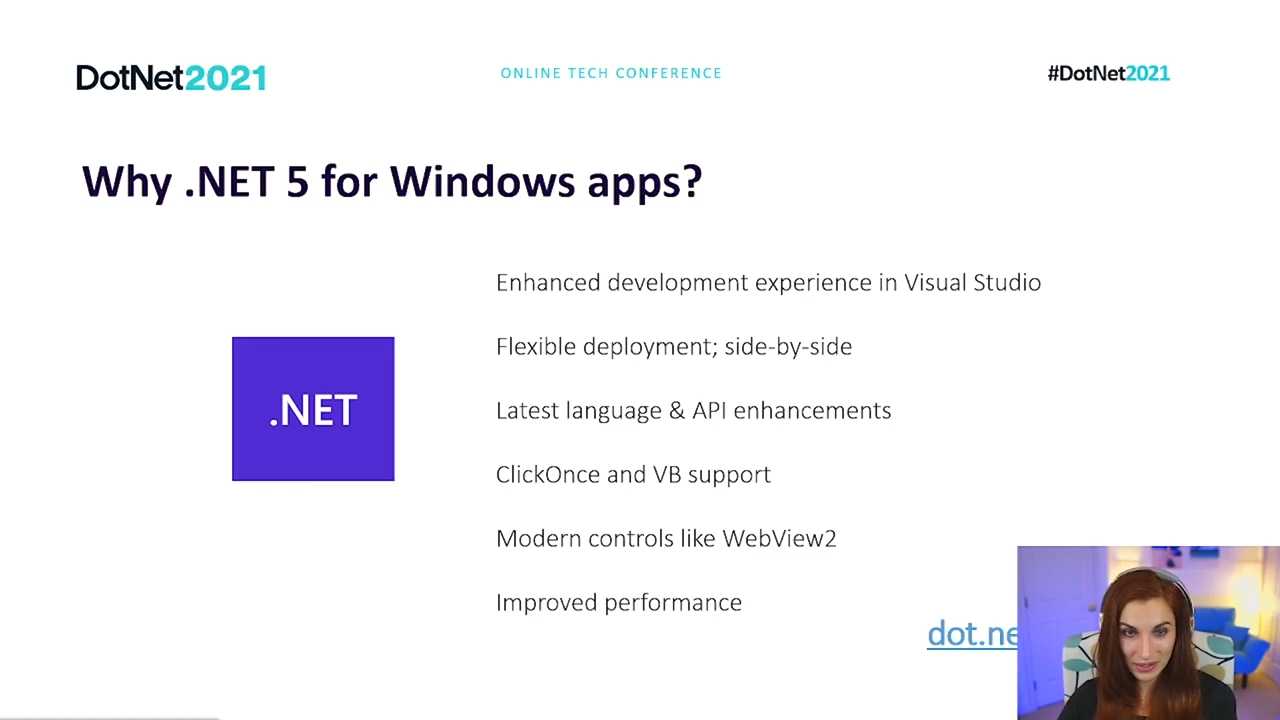 DotNet2021
ONLINE TECH CONFERENCE
#DotNet2021
Why .NET 5 for Windows apps?
Enhanced development experience in Visual Studio
Flexible deployment; side-by-side
.NET
Latest language & API enhancements
ClickOnce and VB support
Modern controls like WebView2
Improved performance